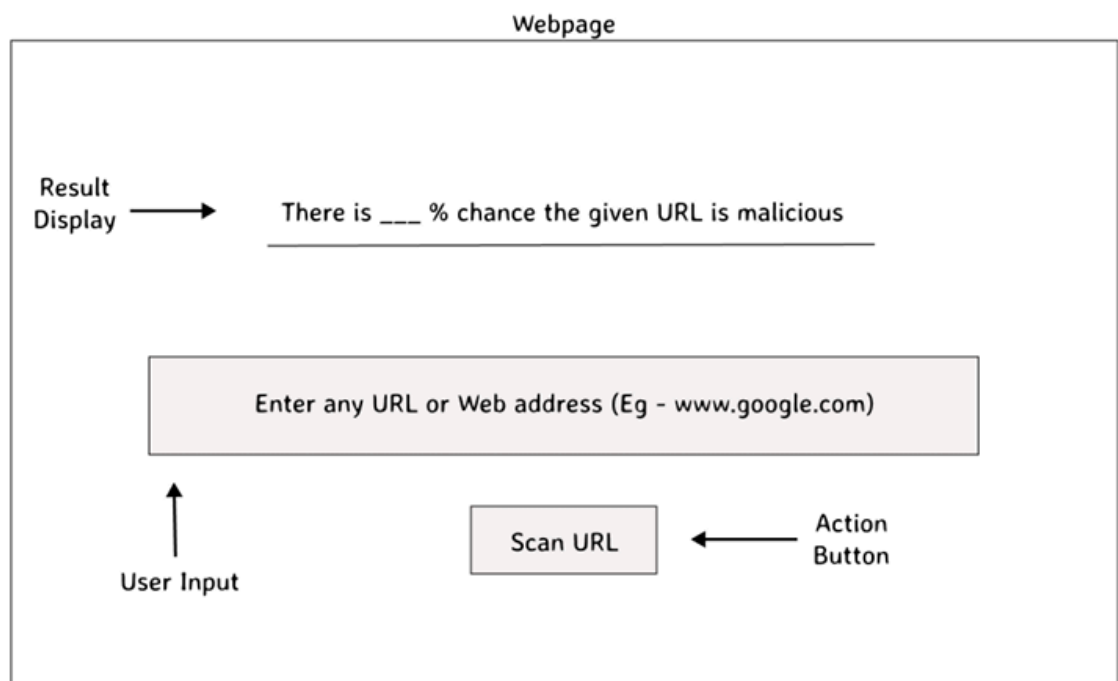 Webpage
Result
Display
There is ___ % chance the given URL is malicious
Enter any URL or Web address (Eg - www.google.com)
Scan URL
Action
Button
User Input